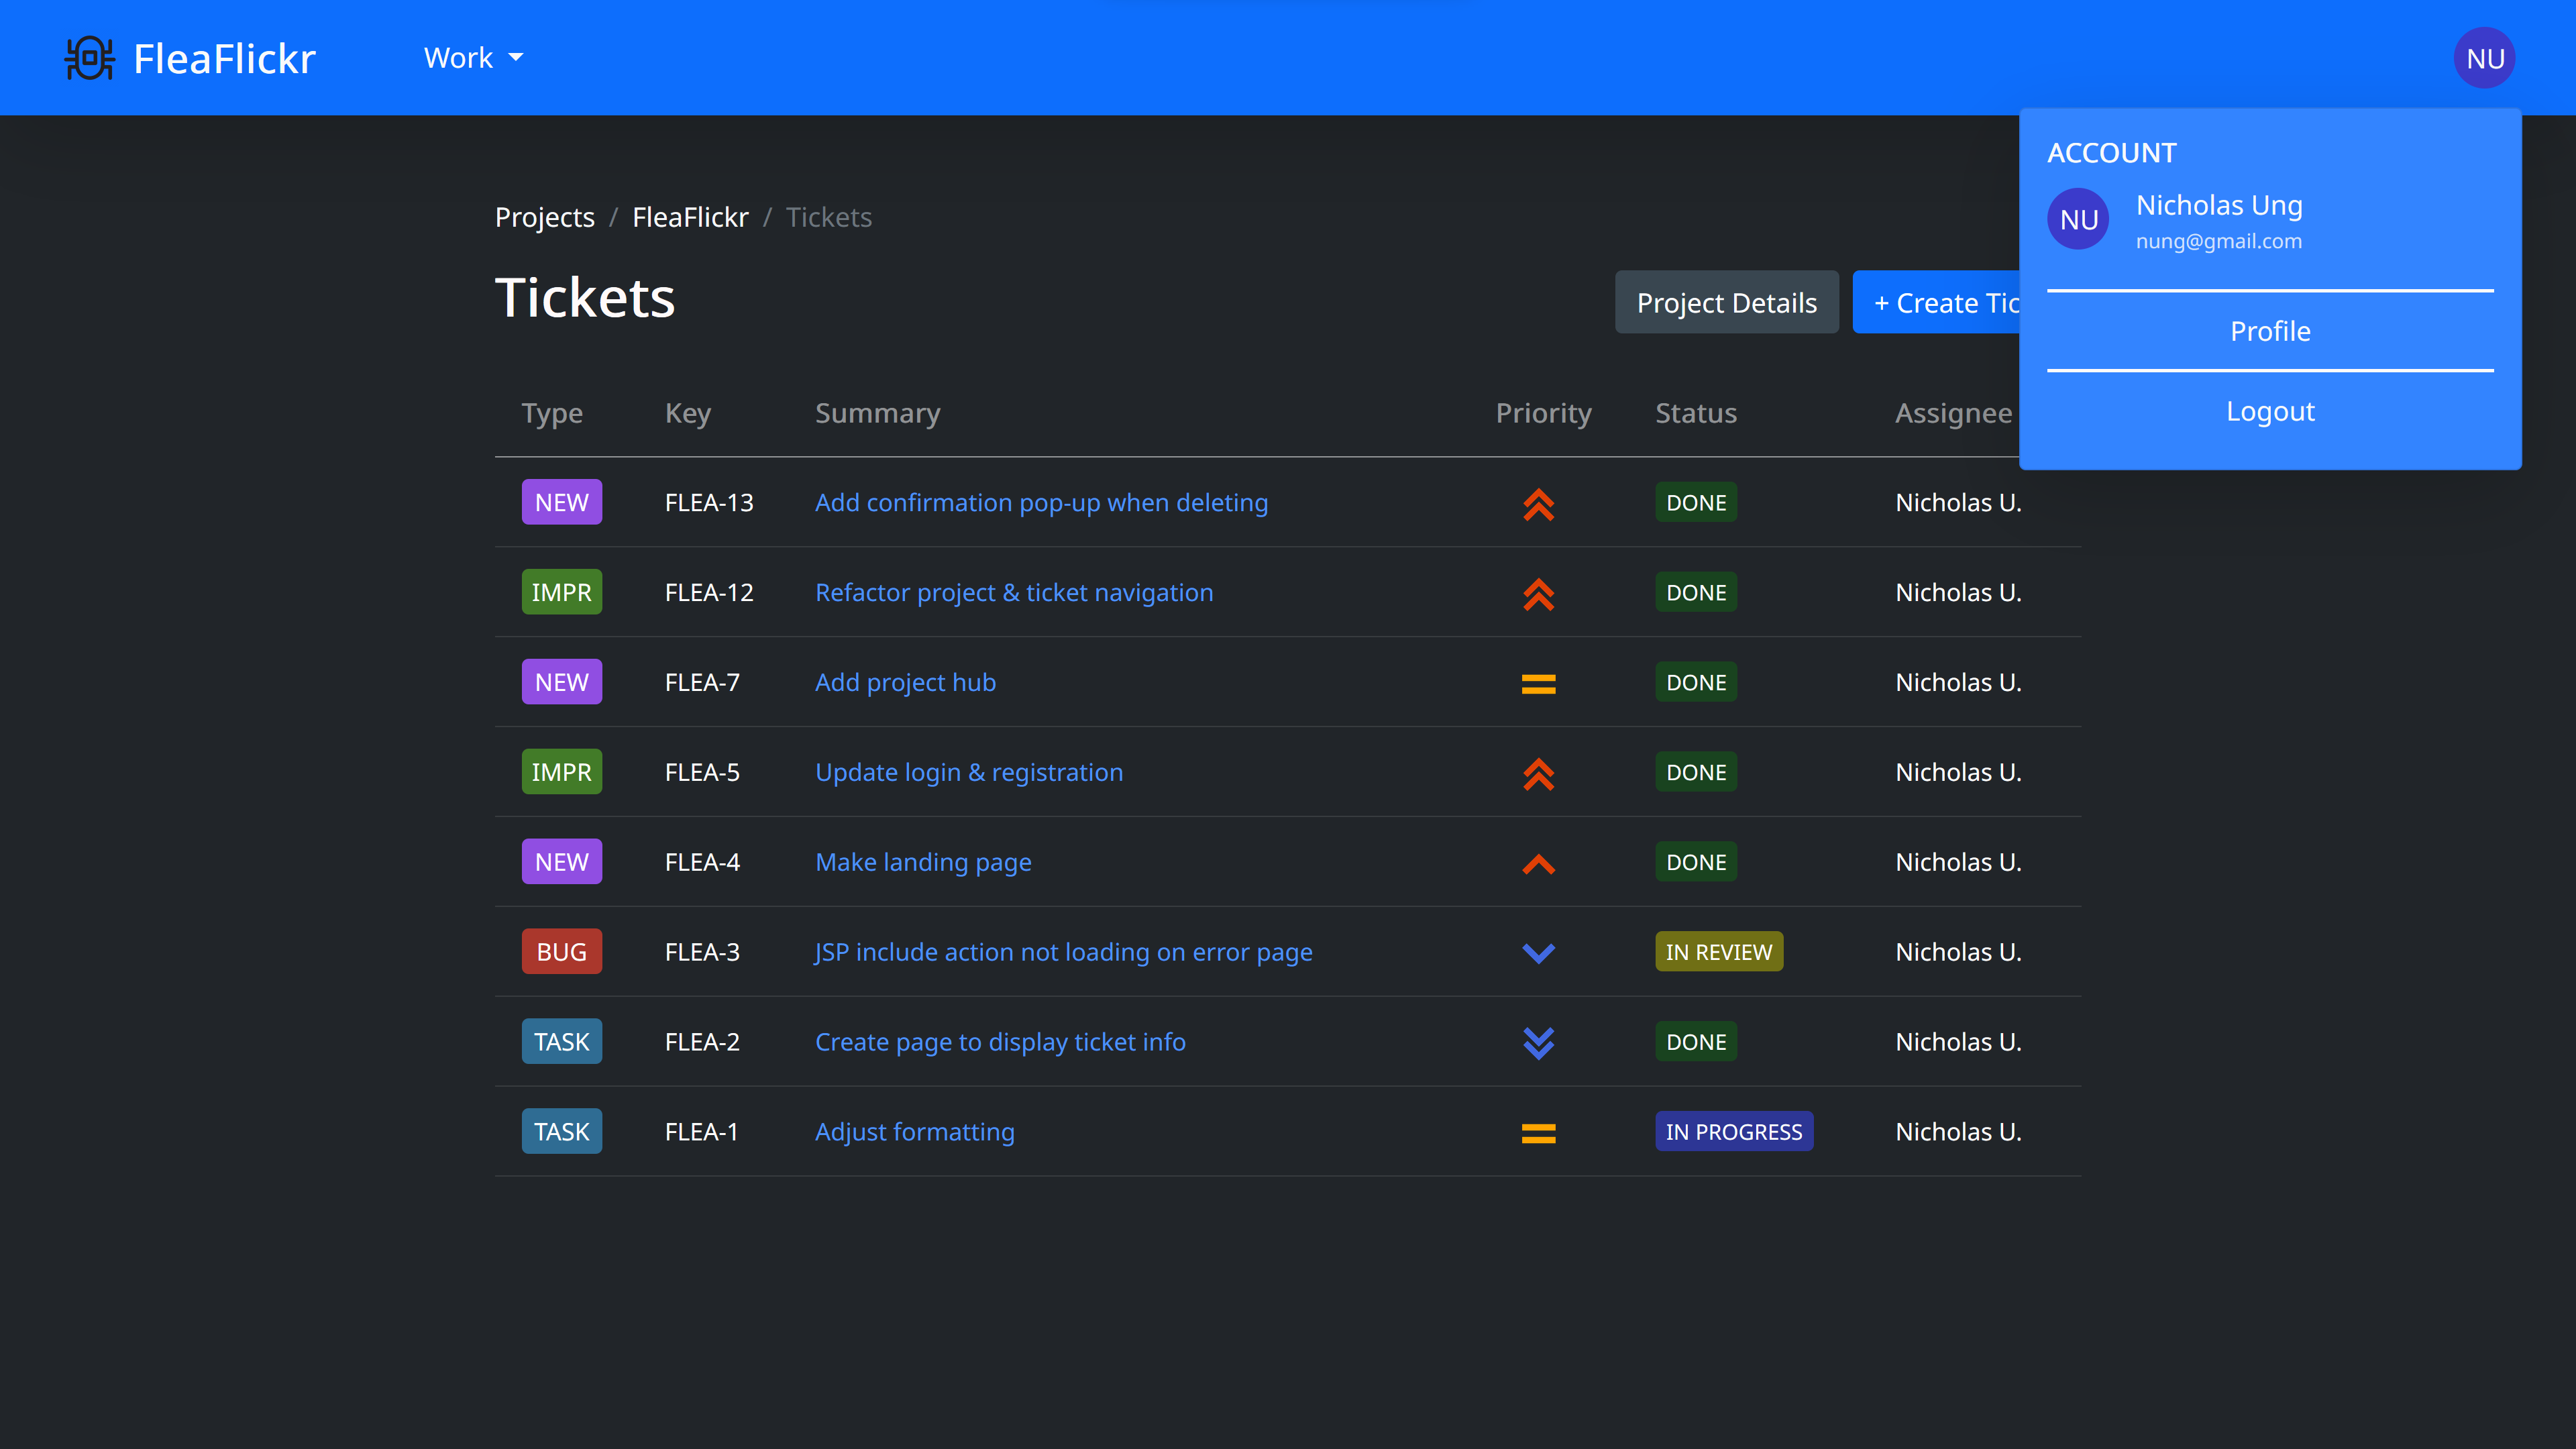 FleaFlickr Work NU
ACCOUNT
NU Nicholas Ung
nung@gmail.com
Profile
Logout
Projects / FleaFlickr / Tickets
Tickets Project Details + Create Tic
Type Key Summary Priority Status Assignee
NEW FLEA-13 Add confirmation pop-up when deleting DONE Nicholas U.
IMPR FLEA-12 Refactor project & ticket navigation DONE Nicholas U.
NEW FLEA-7 Add project hub DONE Nicholas U.
IMPR FLEA-5 Update login & registration DONE Nicholas U.
NEW FLEA-4 Make landing page DONE Nicholas U.
BUG FLEA-3 JSP include action not loading on error page IN REVIEW Nicholas U.
TASK FLEA-2 Create page to display ticket info DONE Nicholas U.
TASK FLEA-1 Adjust formatting IN PROGRESS Nicholas U.